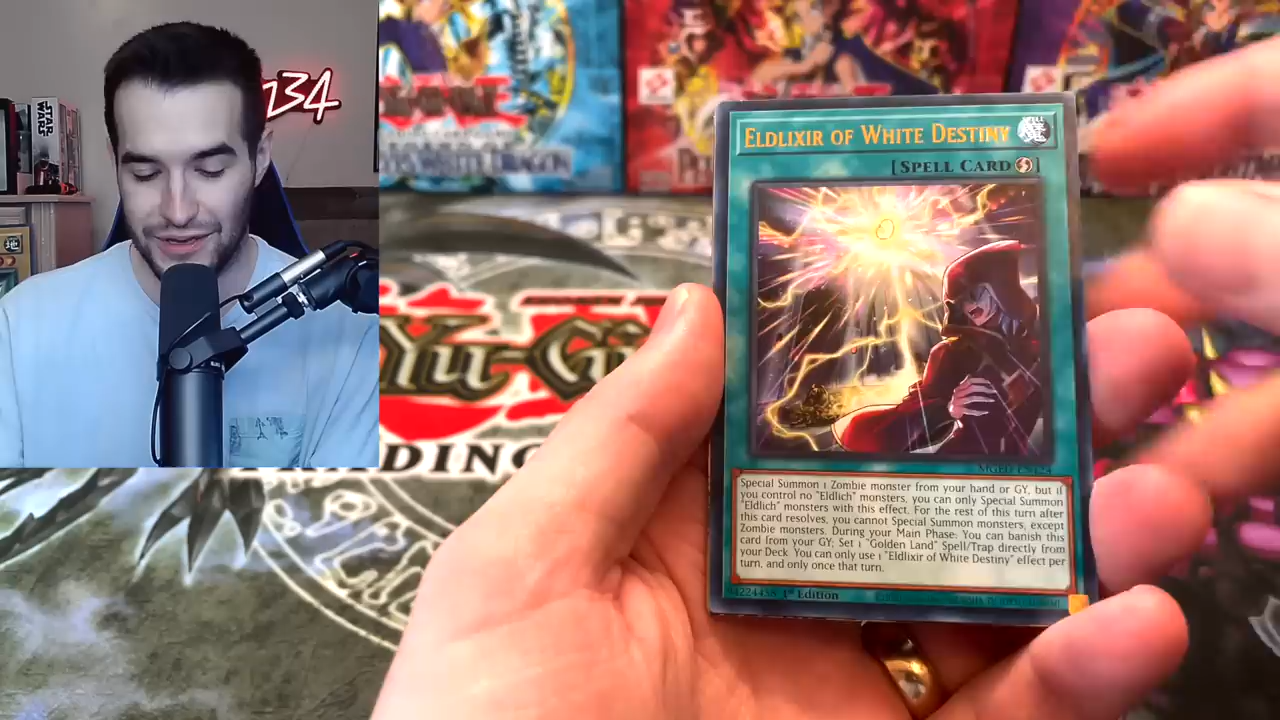 234
STAR
WARS
WHITE DRAGON
Yu-Gi
DING
ELDLIXIR OF WHITE DESTINY
SPELL
[SPELL CARD]
Special Summon 1 Zombie monster from your hand or GY, but if
you control no "Eldlich" monsters, you can only Special Summon
"Eldlich" monsters with this effect. For the rest of this turn after
this card resolves, you cannot Special Summon monsters, except
Zombie monsters. During your Main Phase: You can banish this
card from your GY; Set 1 "Golden Land" Spell/Trap directly from
your Deck. You can only use 1 "Eldlixir of White Destiny" effect per
turn, and only once that turn.
1st Edition